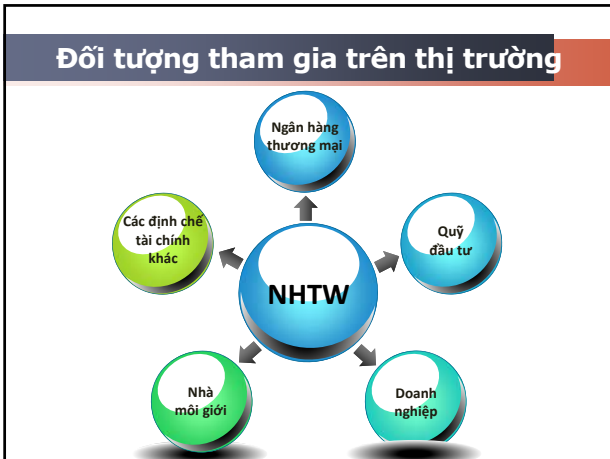 Đối tượng tham gia trên thị trường
Ngân hàng
thương mại
Các định chế
tài chính
khác
Quỹ
đầu tư
NHTW
Nhà
môi giới
Doanh
nghiệp